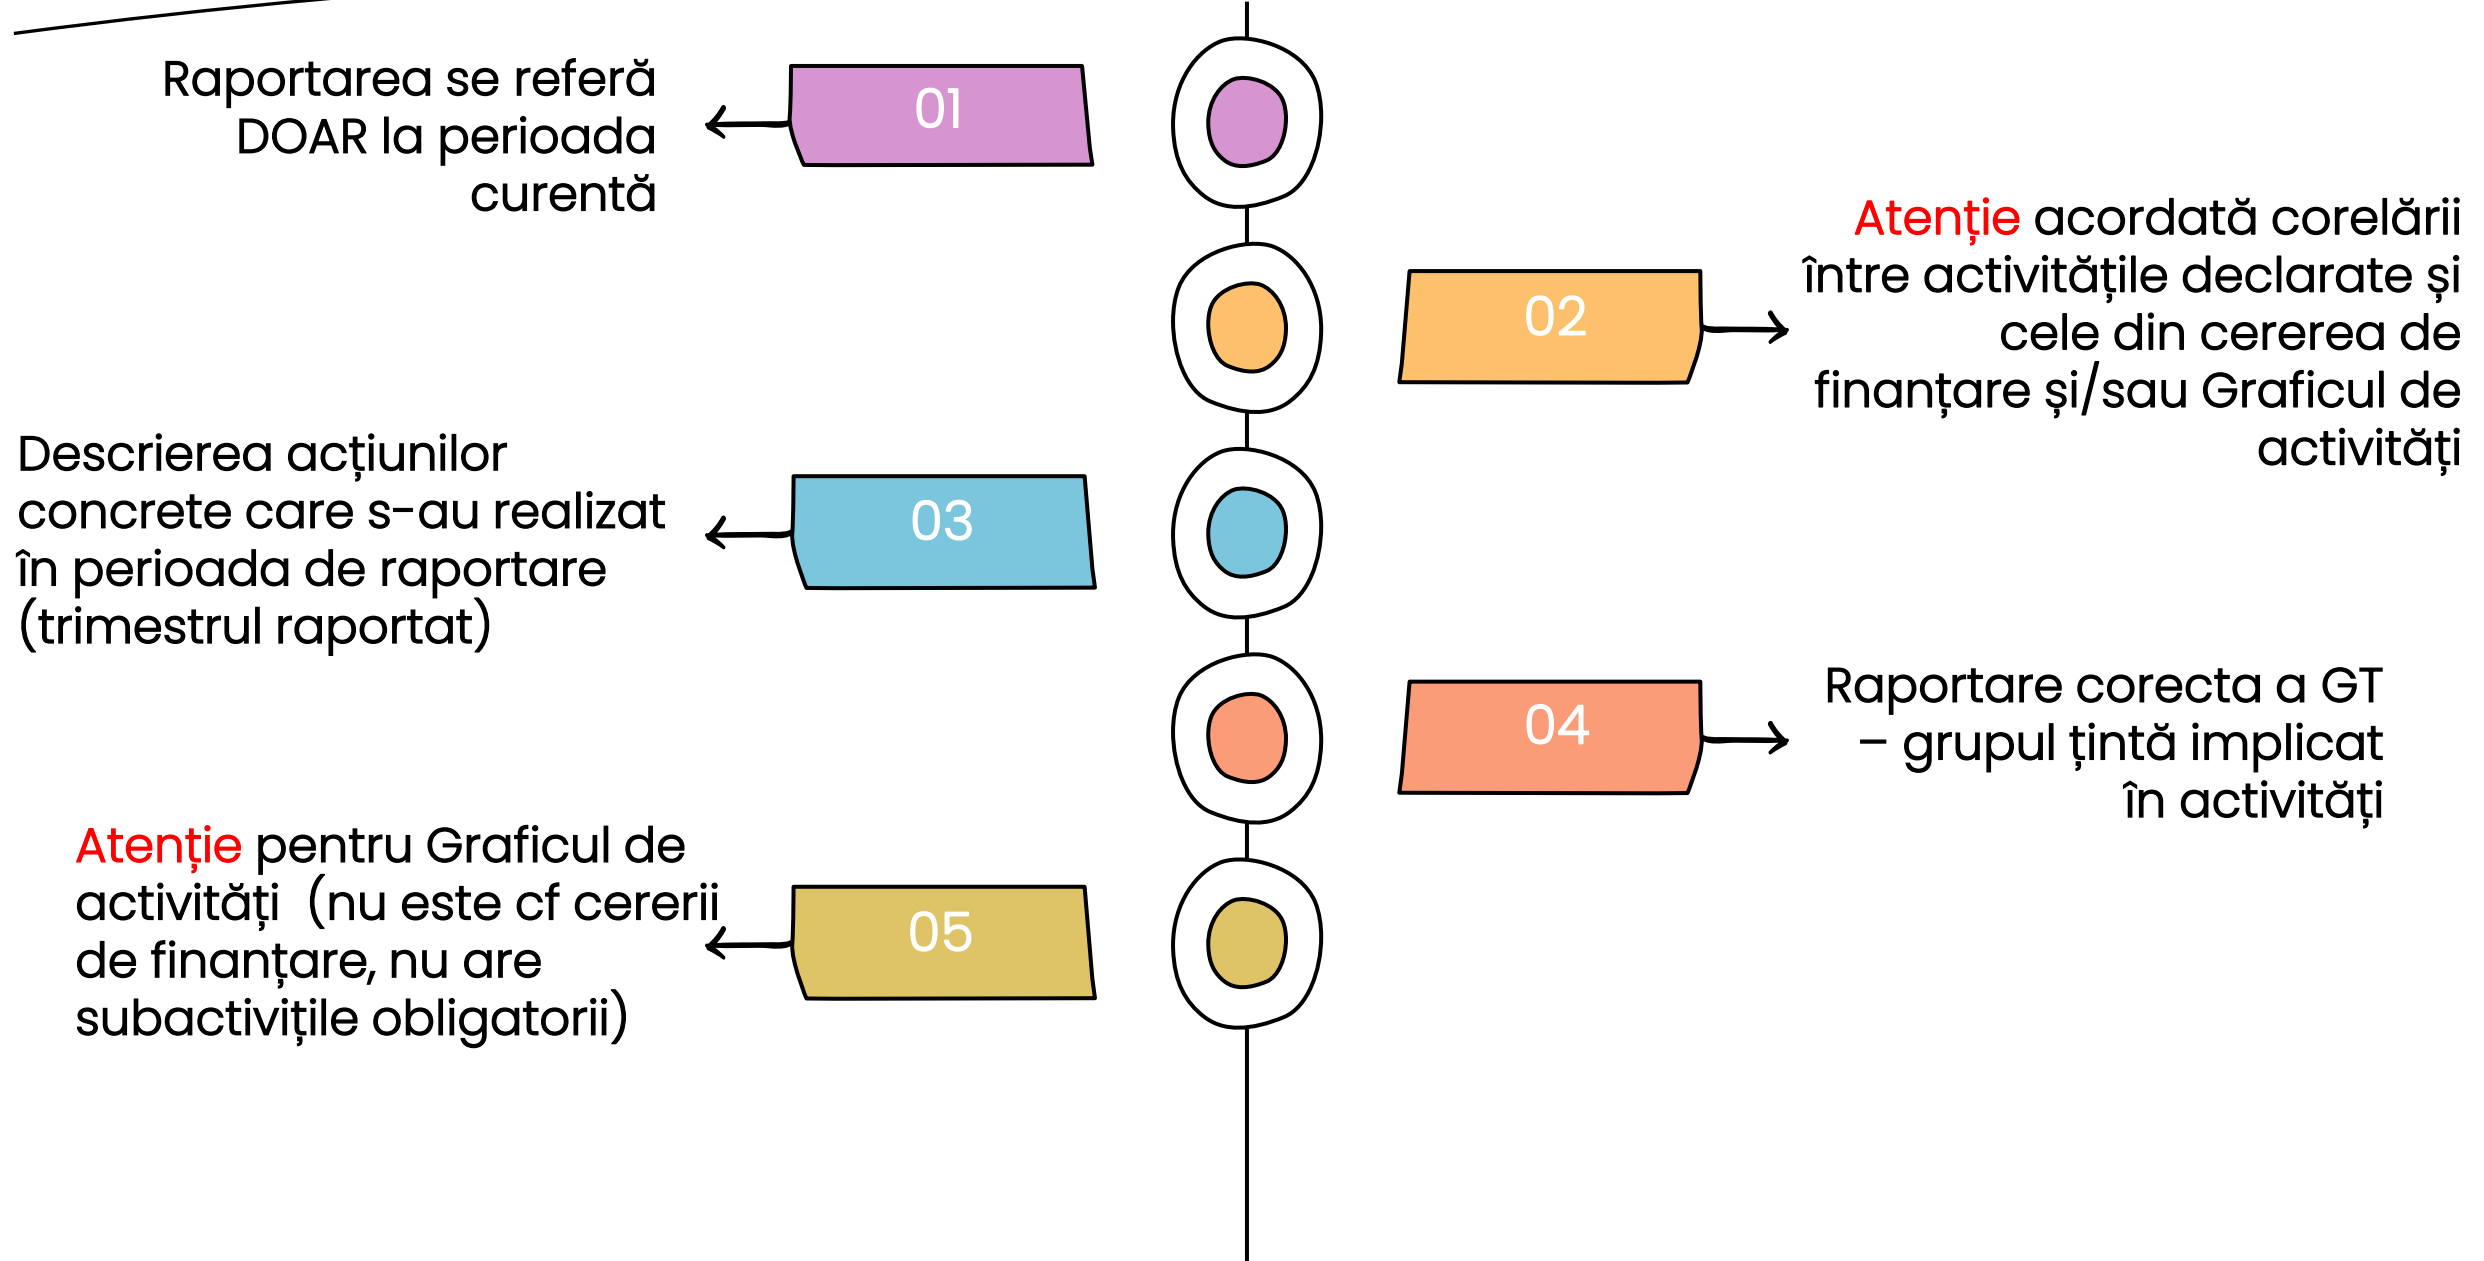 Raportarea se referă
DOAR la perioada
curentă
01
02
Atenție acordată corelării
între activitățile declarate și
cele din cererea de
finanțare și/sau Graficul de
activități
Descrierea acțiunilor
concrete care s-au realizat
în perioada de raportare
(trimestrul raportat)
03
04
Raportare corecta a GT
– grupul țintă implicat
în activități
Atenție pentru Graficul de
activități (nu este cf cererii
de finanțare, nu are
subactivițile obligatorii)
05